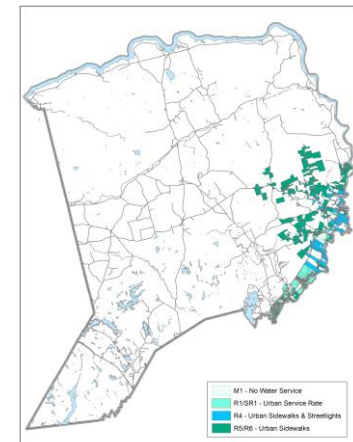 M1 - No Water Service
R1/SR1 - Urban Service Rate
R4 - Urban Sidewalks & Streetlights
R5/R6 - Urban Sidewalks